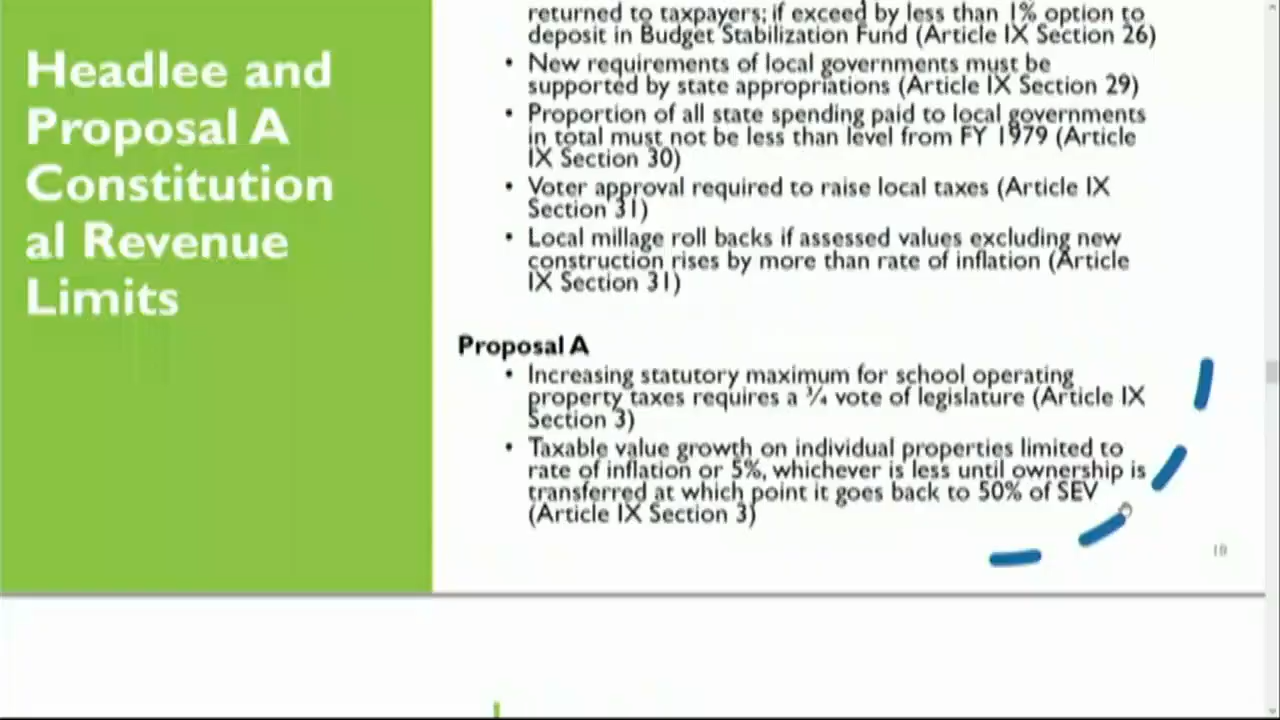 Headlee and
Proposal A
Constitution
al Revenue
Limits
returned to taxpayers; if exceed by less than 1% option to
deposit in Budget Stabilization Fund (Article IX Section 26)
• New requirements of local governments must be
supported by state appropriations (Article IX Section 29)
• Proportion of all state spending paid to local governments
in total must not be less than level from FY 1979 (Article
IX Section 30)
• Voter approval required to raise local taxes (Article IX
Section 31)
• Local millage roll backs if assessed values excluding new
construction rises by more than rate of inflation (Article
IX Section 31)
Proposal A
• Increasing statutory maximum for school operating
property taxes requires a ¾ vote of legislature (Article IX
Section 3)
• Taxable value growth on individual properties limited to
rate of inflation or 5%, whichever is less until ownership is
transferred at which point it goes back to 50% of SEV
(Article IX Section 3)
10